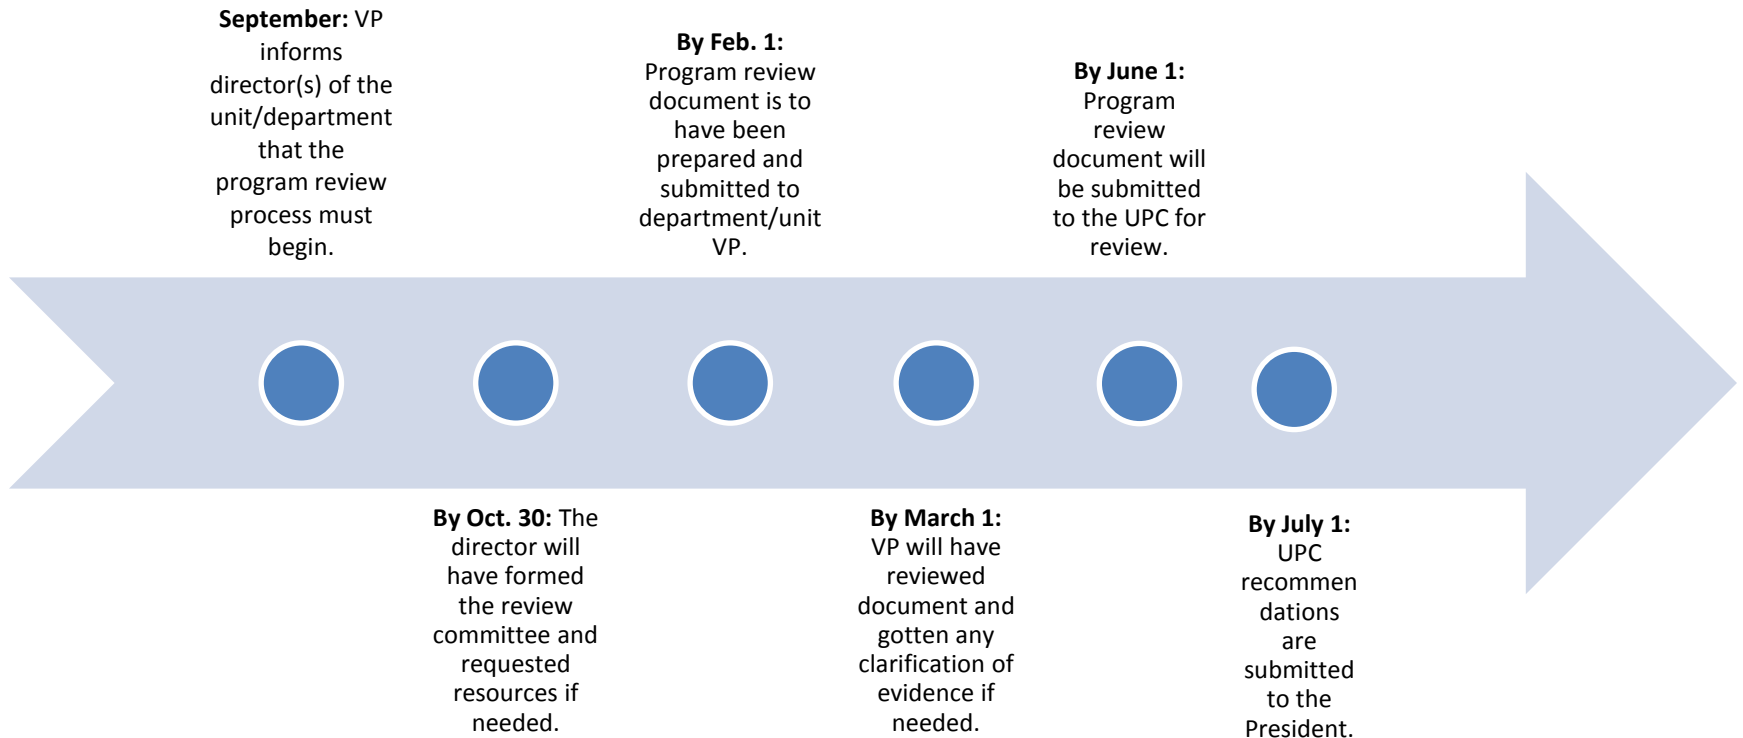 September: VP
informs
director(s) of the
unit/department
that the
program review
process must
begin.
By Oct. 30: The
director will
have formed
the review
committee and
requested
resources if
needed.
By Feb. 1:
Program review
document is to
have been
prepared and
submitted to
department/unit
VP.
By March 1:
VP will have
reviewed
document and
gotten any
clarification of
evidence if
needed.
By June 1:
Program
review
document will
be submitted
to the UPC for
review.
By July 1:
UPC
recommen
dations
are
submitted
to the
President.